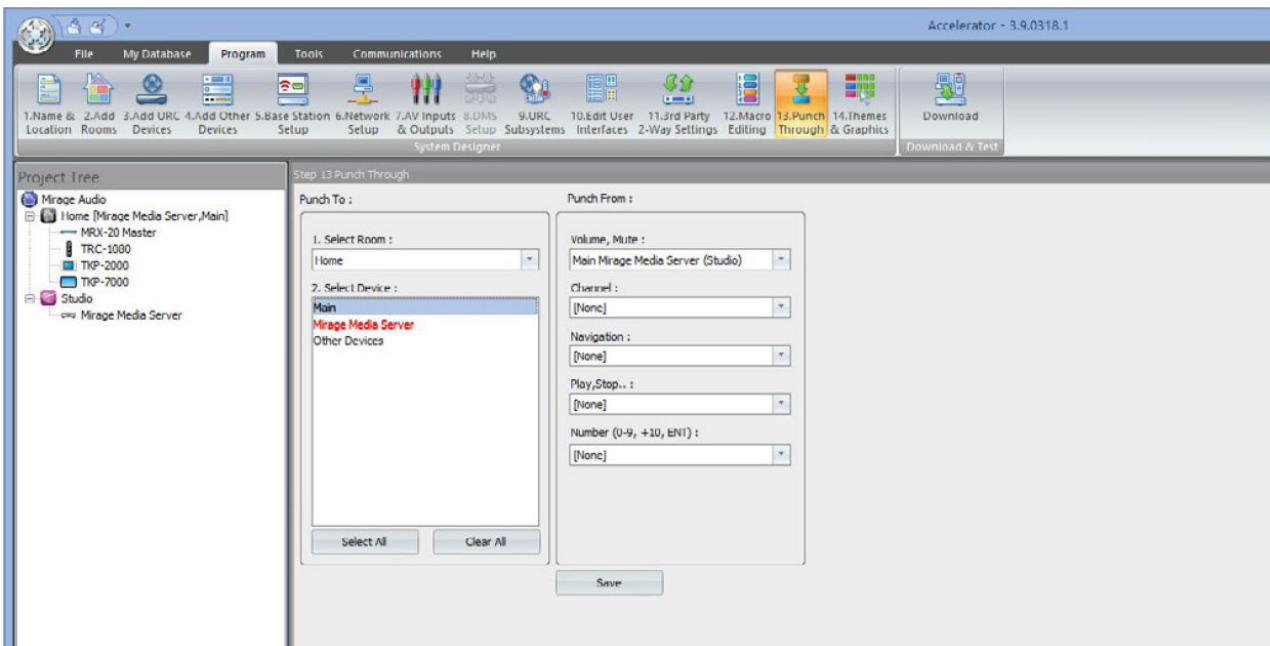 Accelerator - 3.9.0318.1
File My Database Program Tools Communications Help
1.Name & Location 2.Add Rooms 3.Add URC Devices 4.Add Other Devices 5.Base Station Setup 6.Network Setup 7.AV Inputs & Outputs 8.DMS Setup 9.URC Subsystems 10.Edit User Interfaces 11.3rd Party 2-Way Settings 12.Macro Editing 13.Punch Through 14.Themes & Graphics Download
System Designer Download & Test
Project Tree
Mirage Audio
Home [Mirage Media Server,Main]
MRX-20 Master
TRC-1080
TKP-2000
TKP-7000
Studio
Mirage Media Server
Step 13 Punch Through
Punch To :
1. Select Room :
Home
2. Select Device :
Main
Mirage Media Server
Other Devices
Select All Clear All
Punch From :
Volume, Mute :
Main Mirage Media Server (Studio)
Channel :
[None]
Navigation :
[None]
Play,Stop.. :
[None]
Number (0-9, +10, ENT) :
[None]
Save